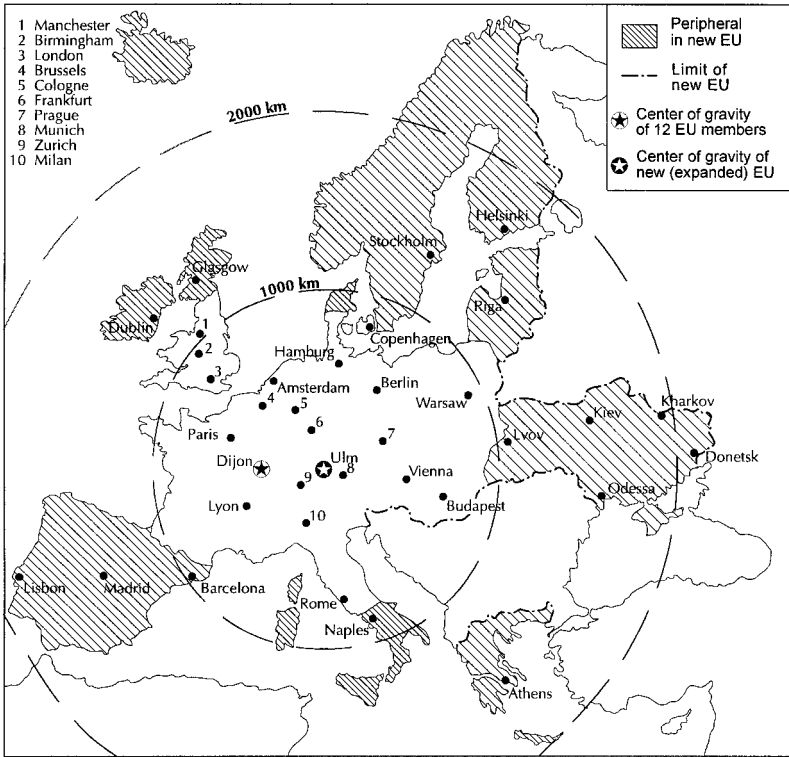 1 Manchester
2 Birmingham
3 London
4 Brussels
5 Cologne
6 Frankfurt
7 Prague
8 Munich
9 Zurich
10 Milan
Peripheral
in new EU
Limit of
new EU
Center of gravity
of 12 EU members
Center of gravity of
new (expanded) EU
2000 km
Helsinki
Stockholm
Glasgow
1000 km
Riga
Dublin
1
Copenhagen
2
Hamburg
3
Amsterdam
Berlin
Warsaw
4
5
Kharkov
Kiev
6
Paris
7
Lvov
Donetsk
Dijon
Ulm
8
Vienna
9
Odessa
Budapest
Lyon
10
Lisbon
Madrid
Barcelona
Rome
Naples
Athens